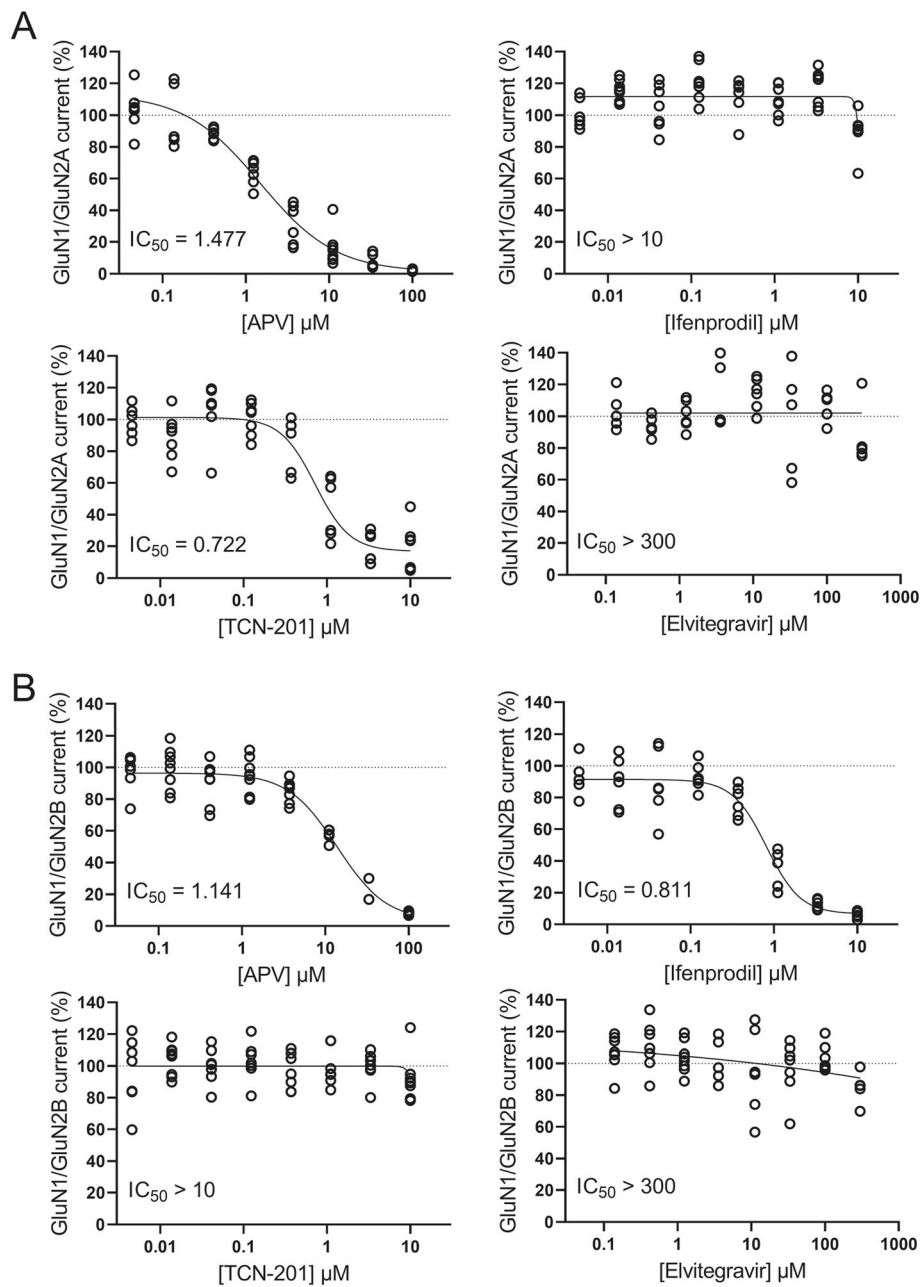 A
GluN1/GluN2A current (%)
140
120
100
80
60
40
20
0
IC50 = 1.477
0.1 1 10 100
[APV] µM
GluN1/GluN2A current (%)
140
120
100
80
60
40
20
0
IC50 > 10
0.01 0.1 1 10
[Ifenprodil] µM
GluN1/GluN2A current (%)
140
120
100
80
60
40
20
0
IC50 = 0.722
0.01 0.1 1 10
[TCN-201] µM
GluN1/GluN2A current (%)
140
120
100
80
60
40
20
0
IC50 > 300
0.1 1 10 100 1000
[Elvitegravir] µM
B
GluN1/GluN2B current (%)
140
120
100
80
60
40
20
0
IC50 = 1.141
0.1 1 10 100
[APV] µM
GluN1/GluN2B current (%)
140
120
100
80
60
40
20
0
IC50 = 0.811
0.01 0.1 1 10
[Ifenprodil] µM
GluN1/GluN2B current (%)
140
120
100
80
60
40
20
0
IC50 > 10
0.01 0.1 1 10
[TCN-201] µM
GluN1/GluN2B current (%)
140
120
100
80
60
40
20
0
IC50 > 300
0.1 1 10 100 1000
[Elvitegravir] µM